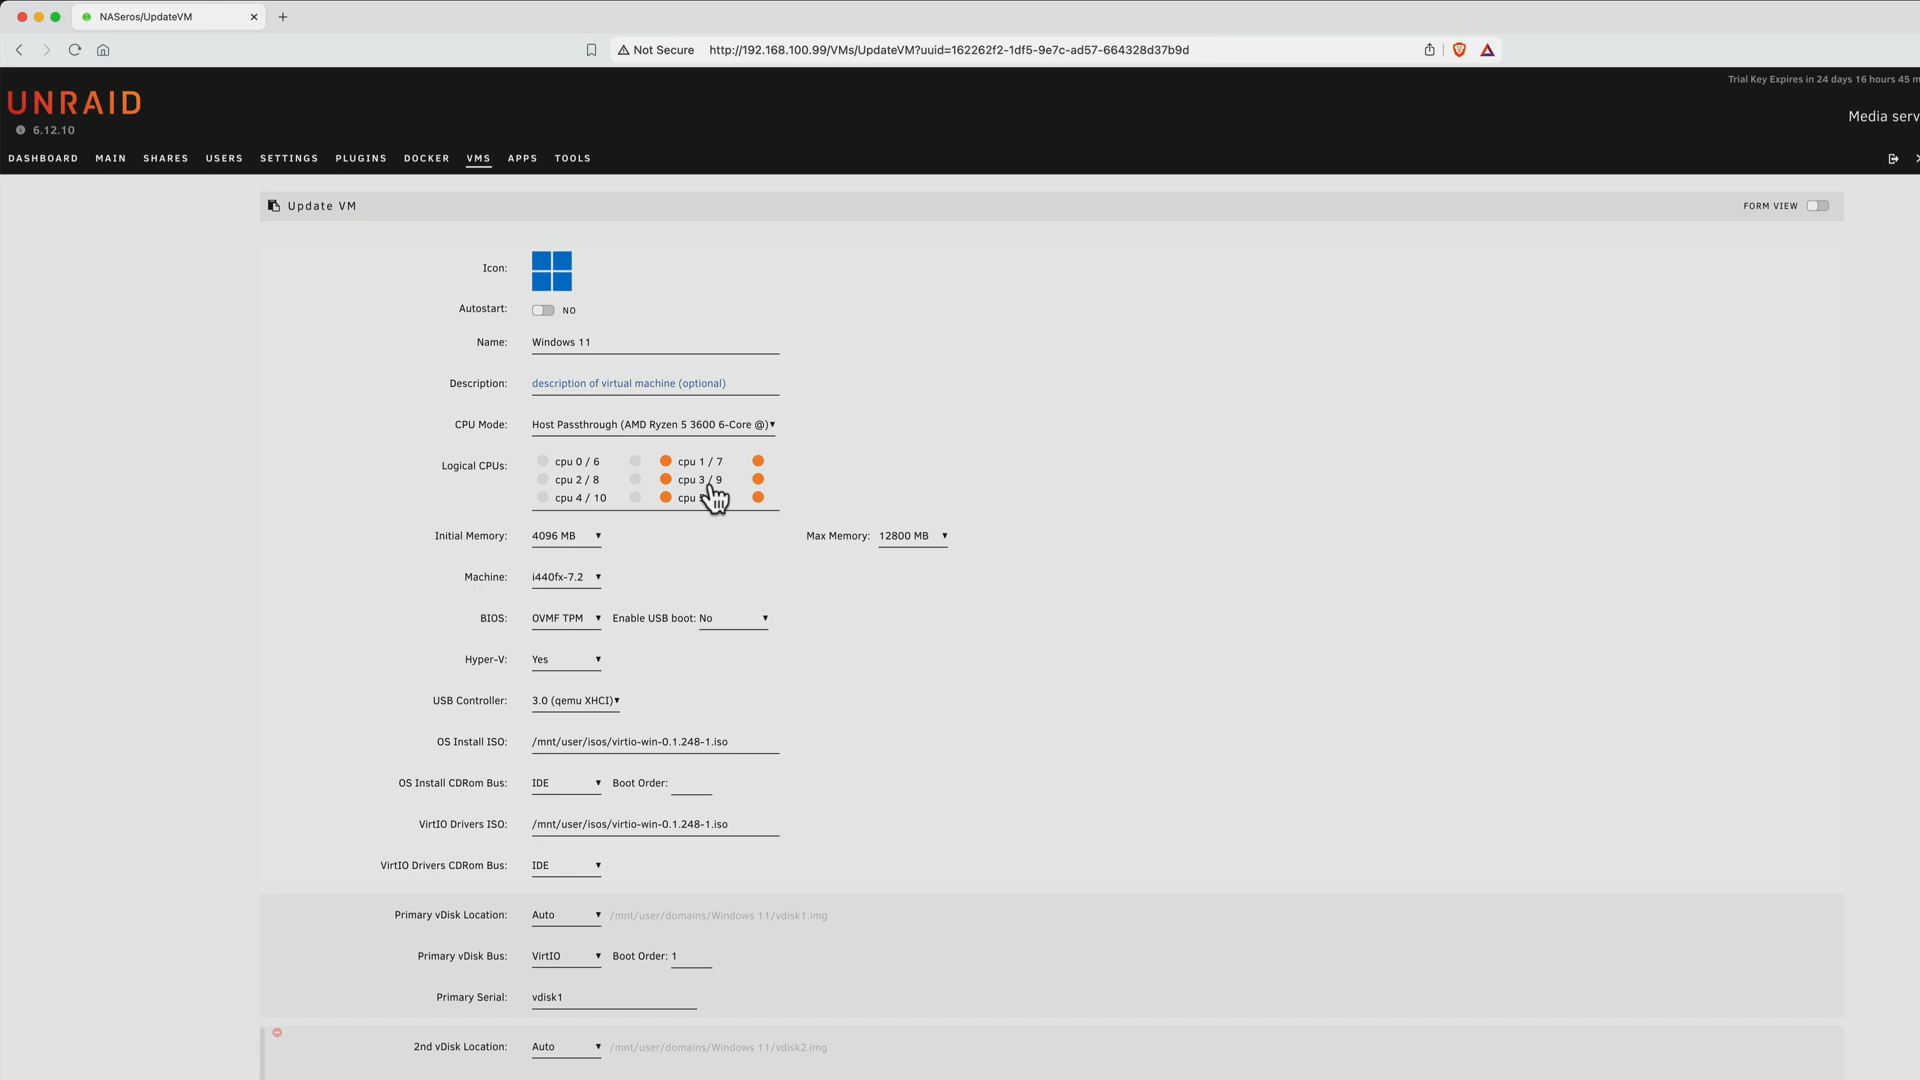 NASeros/UpdateVM
Not Secure http://192.168.100.99/VMs/UpdateVM?uuid=162262f2-1df5-9e7c-ad57-664328d37b9d
Trial Key Expires in 24 days 16 hours 45 m
UNRAID
6.12.10
Media serv
DASHBOARD MAIN SHARES USERS SETTINGS PLUGINS DOCKER VMS APPS TOOLS
Update VM
FORM VIEW
Icon:
Autostart: NO
Name: Windows 11
Description: description of virtual machine (optional)
CPU Mode: Host Passthrough (AMD Ryzen 5 3600 6-Core @)
Logical CPUs: cpu 0 / 6 cpu 1 / 7
cpu 2 / 8 cpu 3 / 9
cpu 4 / 10 cpu
Initial Memory: 4096 MB Max Memory: 12800 MB
Machine: i440fx-7.2
BIOS: OVMF TPM Enable USB boot: No
Hyper-V: Yes
USB Controller: 3.0 (qemu XHCI)
OS Install ISO: /mnt/user/isos/virtio-win-0.1.248-1.iso
OS Install CDRom Bus: IDE Boot Order:
VirtIO Drivers ISO: /mnt/user/isos/virtio-win-0.1.248-1.iso
VirtIO Drivers CDRom Bus: IDE
Primary vDisk Location: Auto /mnt/user/domains/Windows 11/vdisk1.img
Primary vDisk Bus: VirtIO Boot Order: 1
Primary Serial: vdisk1
2nd vDisk Location: Auto /mnt/user/domains/Windows 11/vdisk2.img